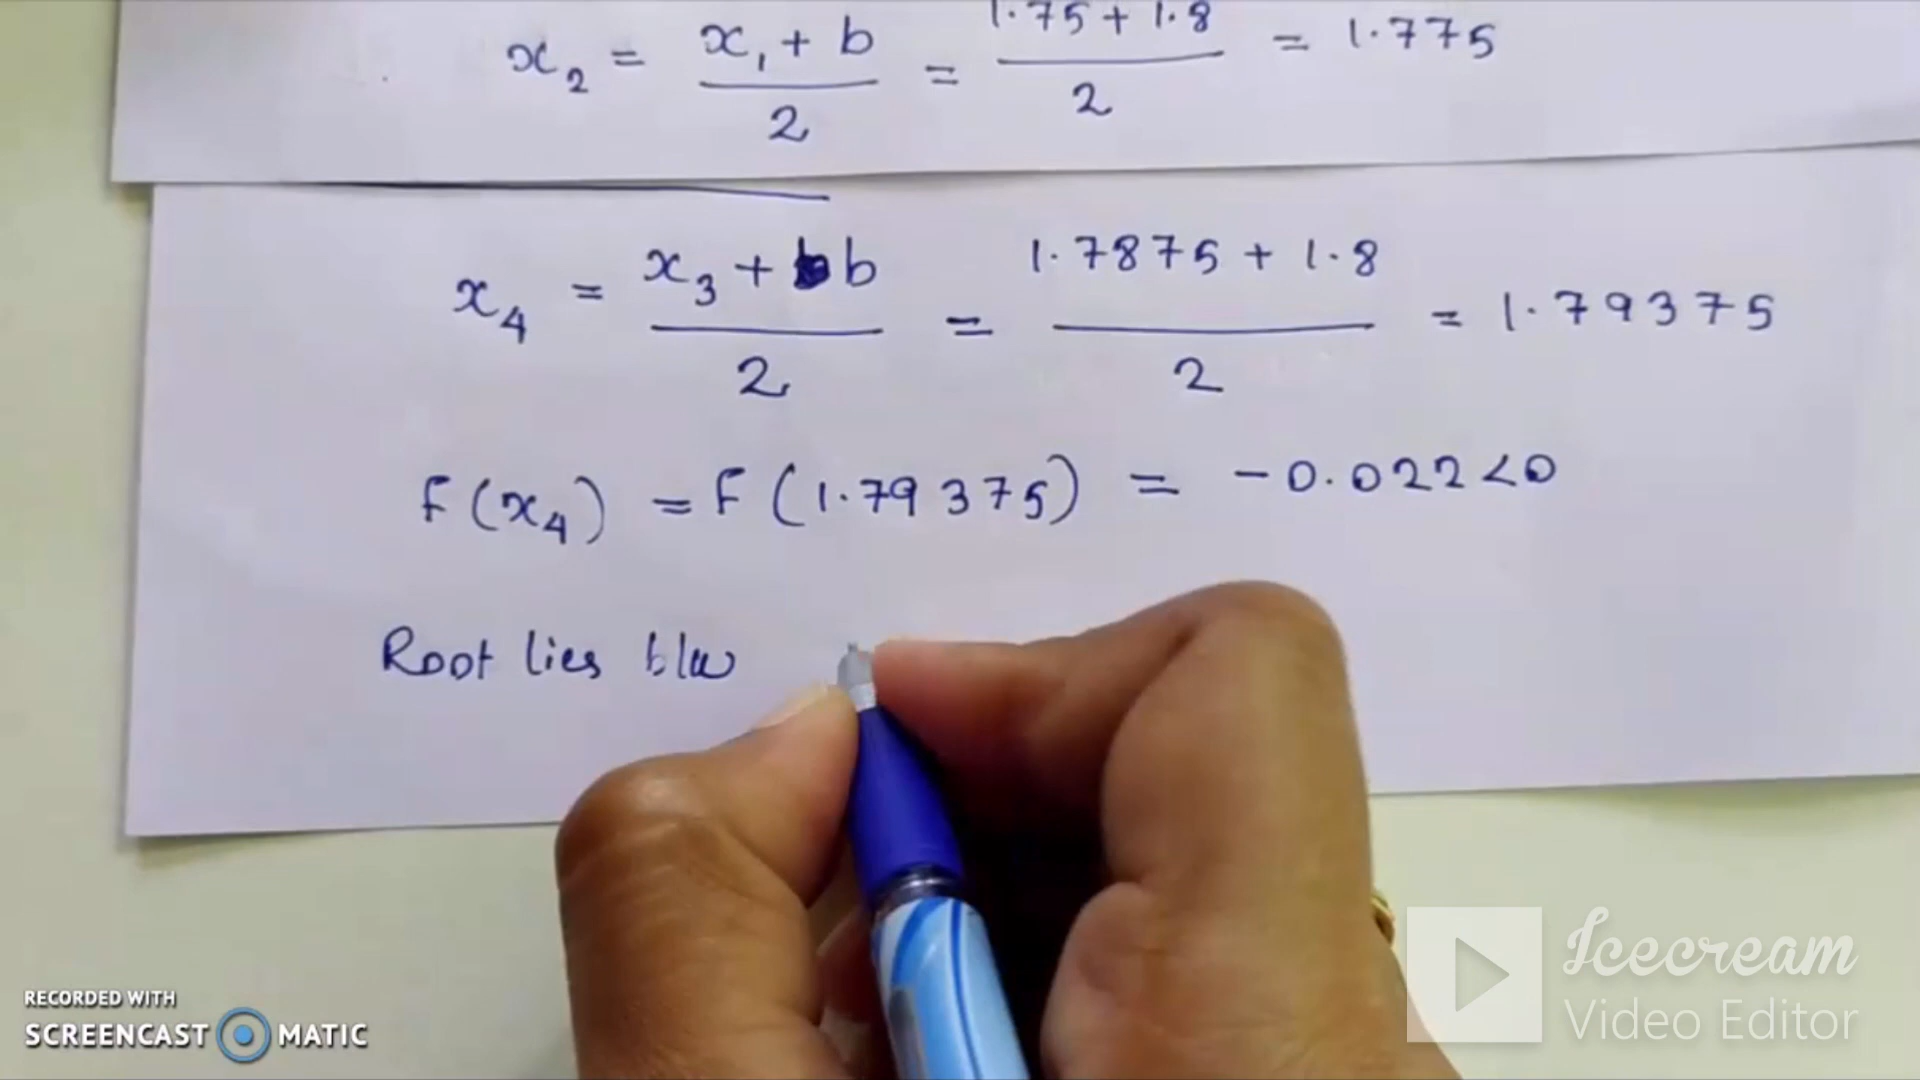 x₂ = (x₁ + b)/2 = (1.75 + 1.8)/2 = 1.775
x₄ = (x₃ + b)/2 = (1.7875 + 1.8)/2 = 1.79375
F(x₄) = F(1.79375) = -0.022<0
Root lies b/w
RECORDED WITH
SCREENCAST MATIC
Icecream
Video Editor